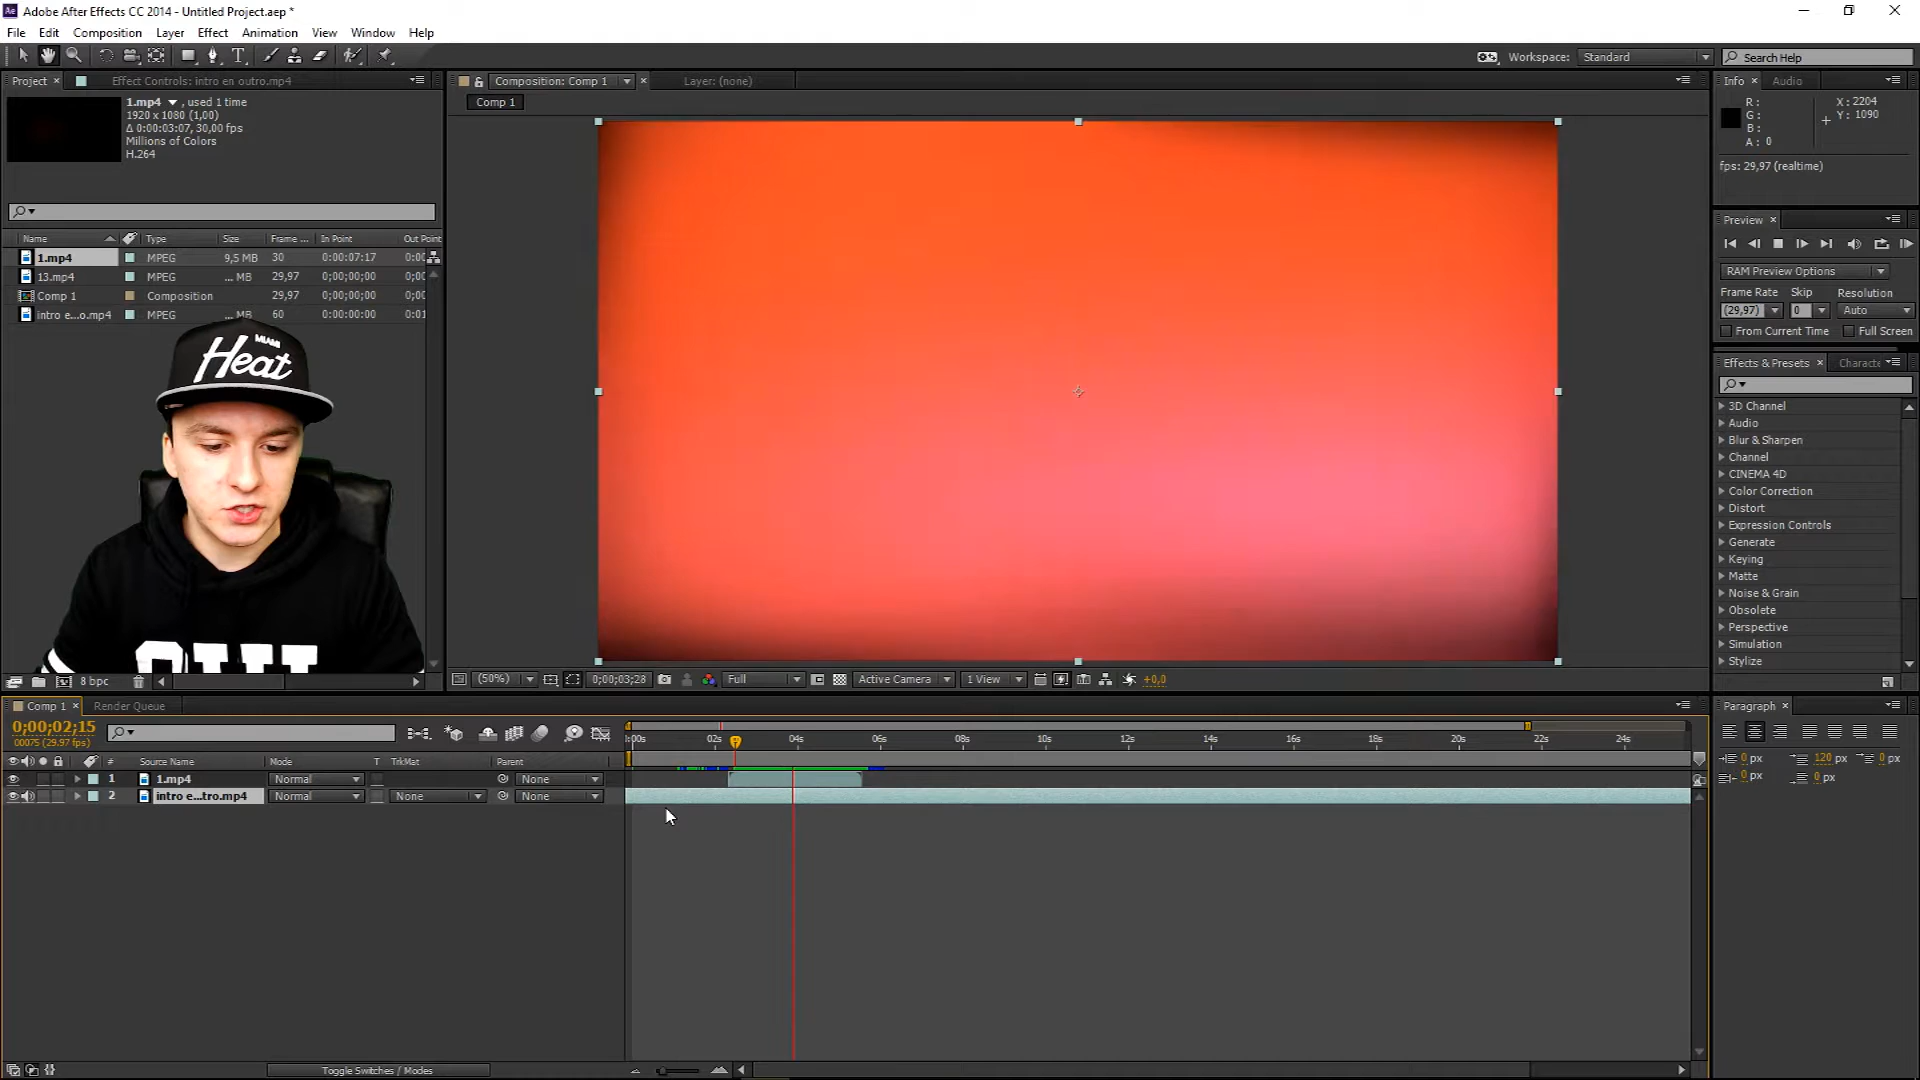 Adobe After Effects CC 2014 - Untitled Project.aep *
File Edit Composition Layer Effect Animation View Window Help
Workspace: Standard Search Help
Project × Effect Controls: intro en outro.mp4
1.mp4 , used 1 time
1920 x 1080 (1,00)
Δ 0:00:03:07, 30,00 fps
Millions of Colors
H.264
Name Type Size Frame ... In Point Out Point
1.mp4 MPEG 9,5 MB 30 0:00:07:17 0:00
13.mp4 MPEG ... MB 29,97 0;00;00;00 0;00
Comp 1 Composition 29,97 0;00;00;00 0;00
intro e...o.mp4 MPEG ... MB 60 0:00:00:00 0:01
MIAMI
Heat
8 bpc
Composition: Comp 1 × Layer: (none)
Comp 1
(50%) 0;00;03;28 Full Active Camera 1 View +0,0
Info × Audio
R : X : 2204
G : Y : 1090
B :
A : 0
fps: 29,97 (realtime)
Preview ×
RAM Preview Options
Frame Rate Skip Resolution
(29,97) 0 Auto
From Current Time Full Screen
Effects & Presets × Characte
3D Channel
Audio
Blur & Sharpen
Channel
CINEMA 4D
Color Correction
Distort
Expression Controls
Generate
Keying
Matte
Noise & Grain
Obsolete
Perspective
Simulation
Stylize
Comp 1 × Render Queue
0;00;02;15
00075 (29.97 fps)
:00s 02s 04s 06s 08s 10s 12s 14s 16s 18s 20s 22s 24s
# Source Name Mode T TrkMat Parent
1 1.mp4 Normal None
2 intro e...tro.mp4 Normal None None
Toggle Switches / Modes
Paragraph ×
0 px 120 px 0 px
0 px 0 px